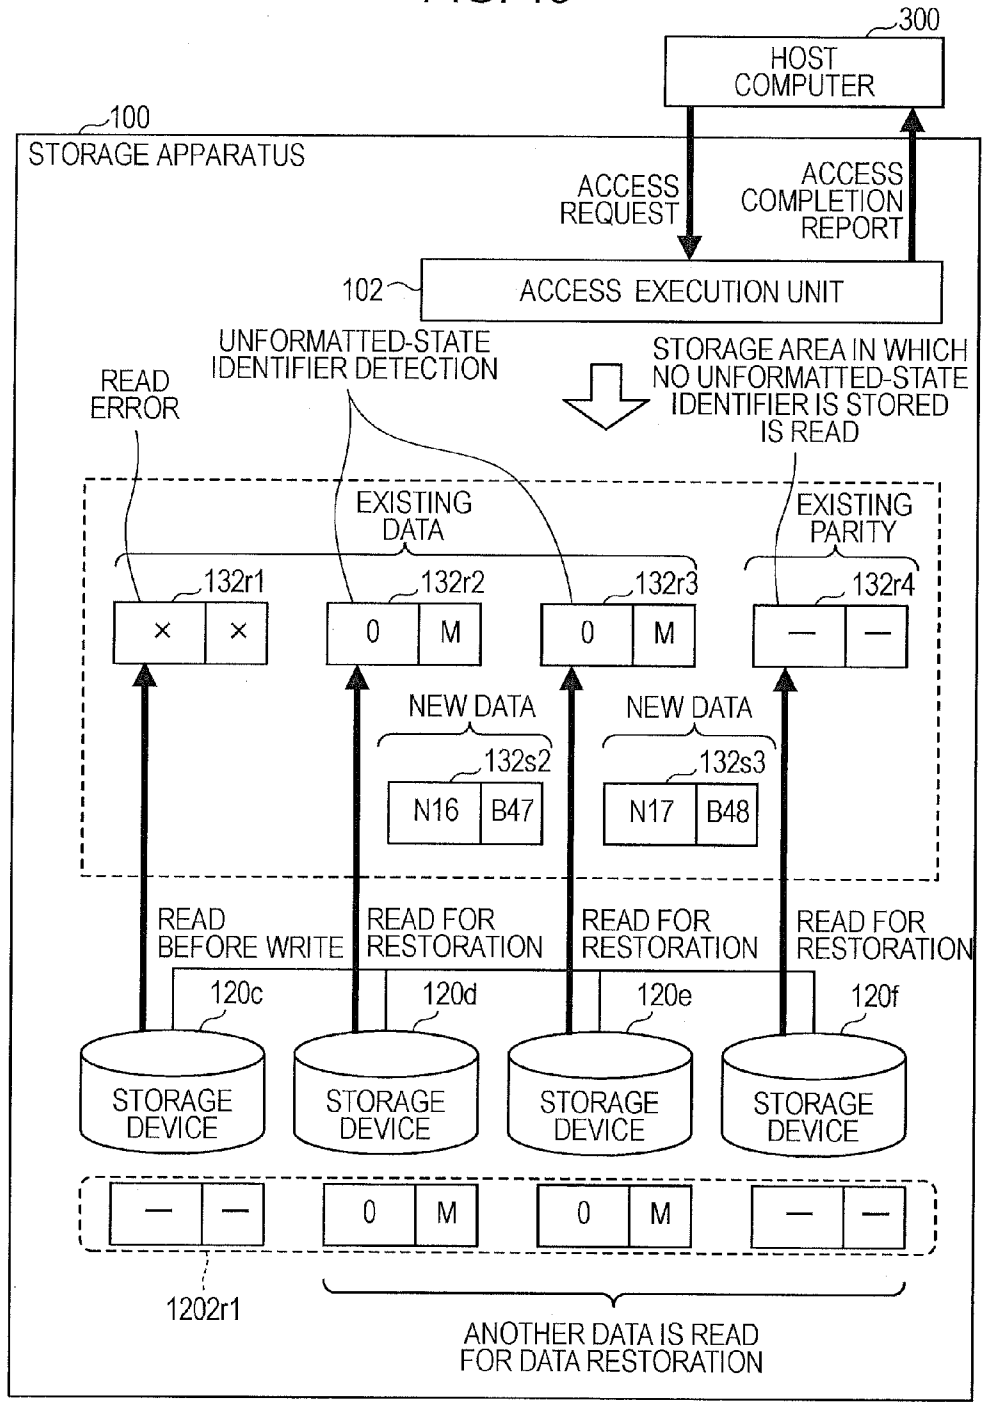 300
HOST
COMPUTER
100
STORAGE APPARATUS
ACCESS
REQUEST
ACCESS
COMPLETION
REPORT
102
ACCESS EXECUTION UNIT
UNFORMATTED-STATE
IDENTIFIER DETECTION
READ
ERROR
STORAGE AREA IN WHICH
NO UNFORMATTED-STATE
IDENTIFIER IS STORED
IS READ
EXISTING
DATA
EXISTING
PARITY
132r1
132r2
132r3
132r4
× ×
0 M
0 M
— —
NEW DATA
NEW DATA
132s2
132s3
N16 B47
N17 B48
READ
BEFORE WRITE
READ FOR
RESTORATION
READ FOR
RESTORATION
READ FOR
RESTORATION
120c
120d
120e
120f
STORAGE
DEVICE
STORAGE
DEVICE
STORAGE
DEVICE
STORAGE
DEVICE
— —
0 M
0 M
— —
1202r1
ANOTHER DATA IS READ
FOR DATA RESTORATION